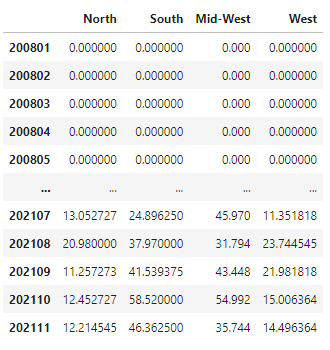 North South Mid-West West
200801 0.000000 0.000000 0.000 0.000000
200802 0.000000 0.000000 0.000 0.000000
200803 0.000000 0.000000 0.000 0.000000
200804 0.000000 0.000000 0.000 0.000000
200805 0.000000 0.000000 0.000 0.000000
... ... ... ... ...
202107 13.052727 24.896250 45.970 11.351818
202108 20.980000 37.970000 31.794 23.744545
202109 11.257273 41.539375 43.448 21.981818
202110 12.452727 58.520000 54.992 15.006364
202111 12.214545 46.362500 35.744 14.496364